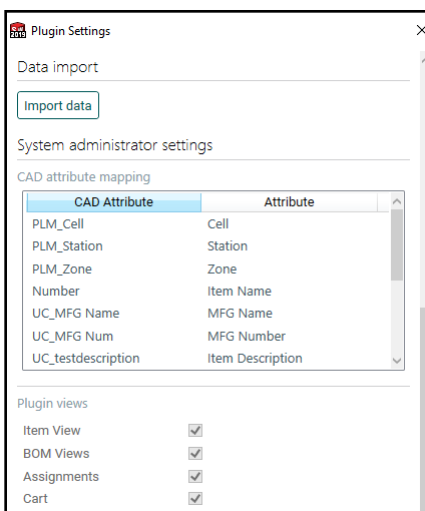 2019 Plugin Settings
Data import
Import data
System administrator settings
CAD attribute mapping
CAD Attribute Attribute
PLM_Cell Cell
PLM_Station Station
PLM_Zone Zone
Number Item Name
UC_MFG Name MFG Name
UC_MFG Num MFG Number
UC_testdescription Item Description
Plugin views
Item View
BOM Views
Assignments
Cart